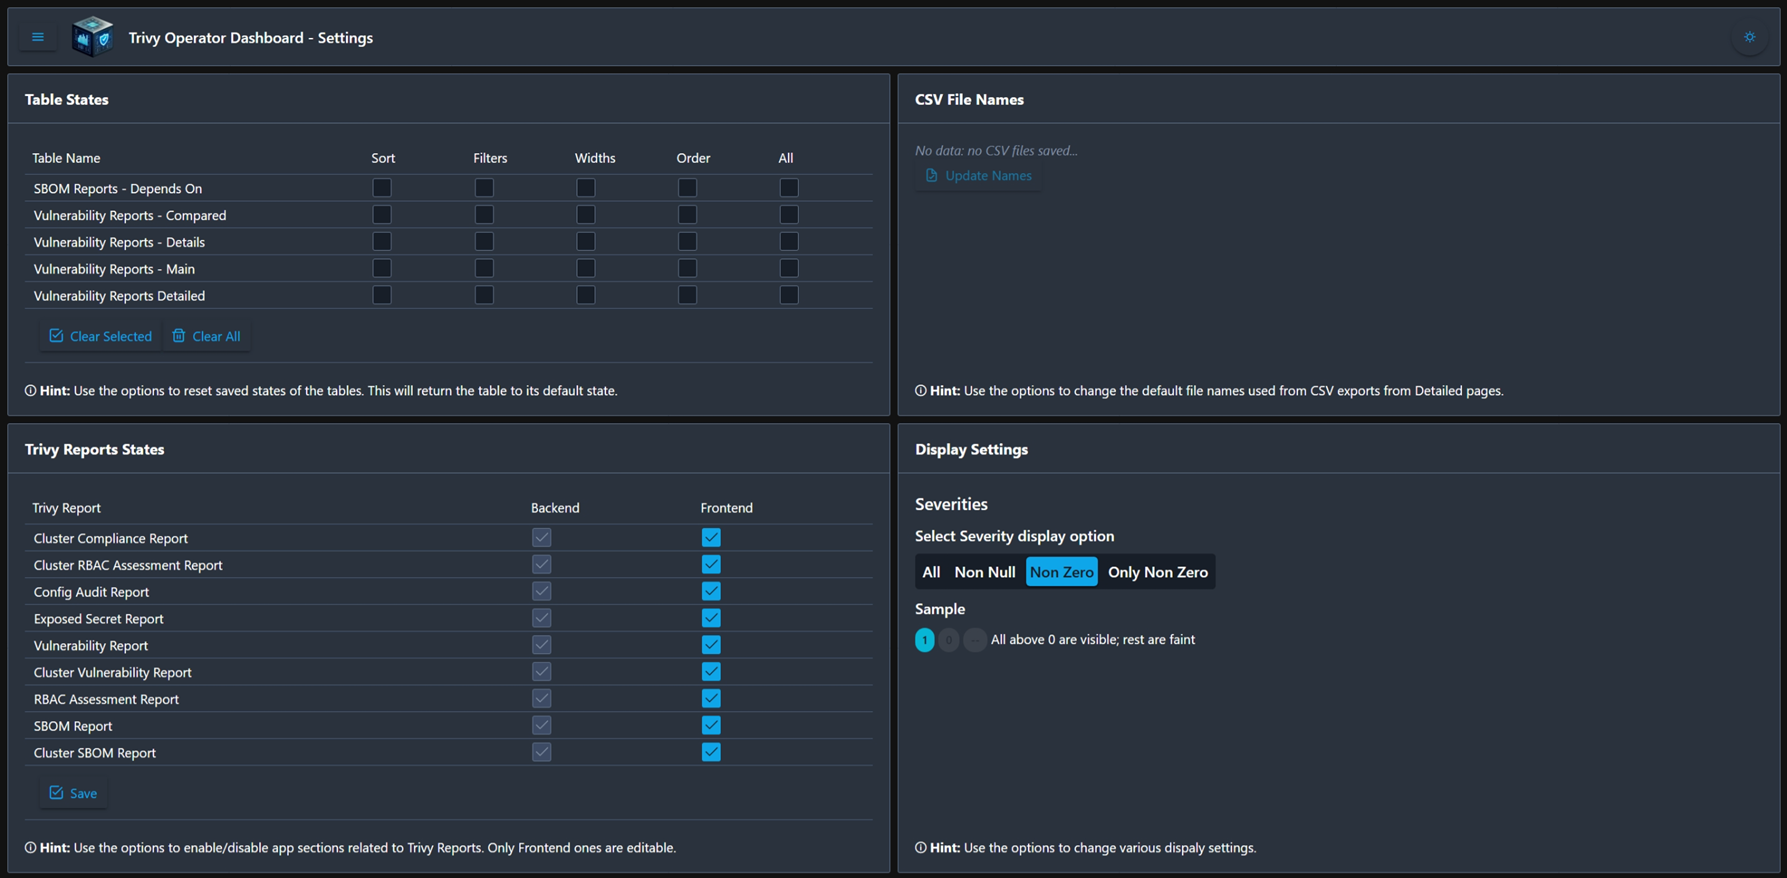 Trivy Operator Dashboard - Settings
Table States
Table Name Sort Filters Widths Order All
SBOM Reports - Depends On
Vulnerability Reports - Compared
Vulnerability Reports - Details
Vulnerability Reports - Main
Vulnerability Reports Detailed
Clear Selected Clear All
Hint: Use the options to reset saved states of the tables. This will return the table to its default state.
CSV File Names
No data: no CSV files saved...
Update Names
Hint: Use the options to change the default file names used from CSV exports from Detailed pages.
Trivy Reports States
Trivy Report Backend Frontend
Cluster Compliance Report
Cluster RBAC Assessment Report
Config Audit Report
Exposed Secret Report
Vulnerability Report
Cluster Vulnerability Report
RBAC Assessment Report
SBOM Report
Cluster SBOM Report
Save
Hint: Use the options to enable/disable app sections related to Trivy Reports. Only Frontend ones are editable.
Display Settings
Severities
Select Severity display option
All Non Null Non Zero Only Non Zero
Sample
1 0 -- All above 0 are visible; rest are faint
Hint: Use the options to change various dispaly settings.